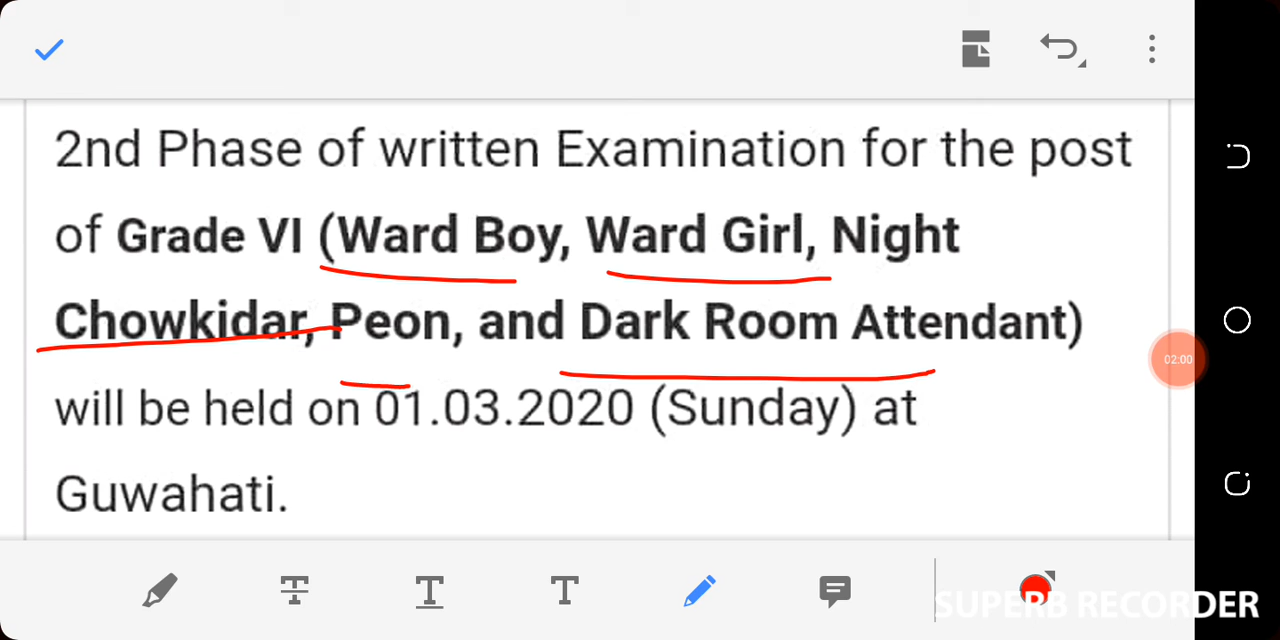 2nd Phase of written Examination for the post
of Grade VI (Ward Boy, Ward Girl, Night
Chowkidar, Peon, and Dark Room Attendant)
will be held on 01.03.2020 (Sunday) at
Guwahati.
02:00
T
T
T
SUPERB RECORDER